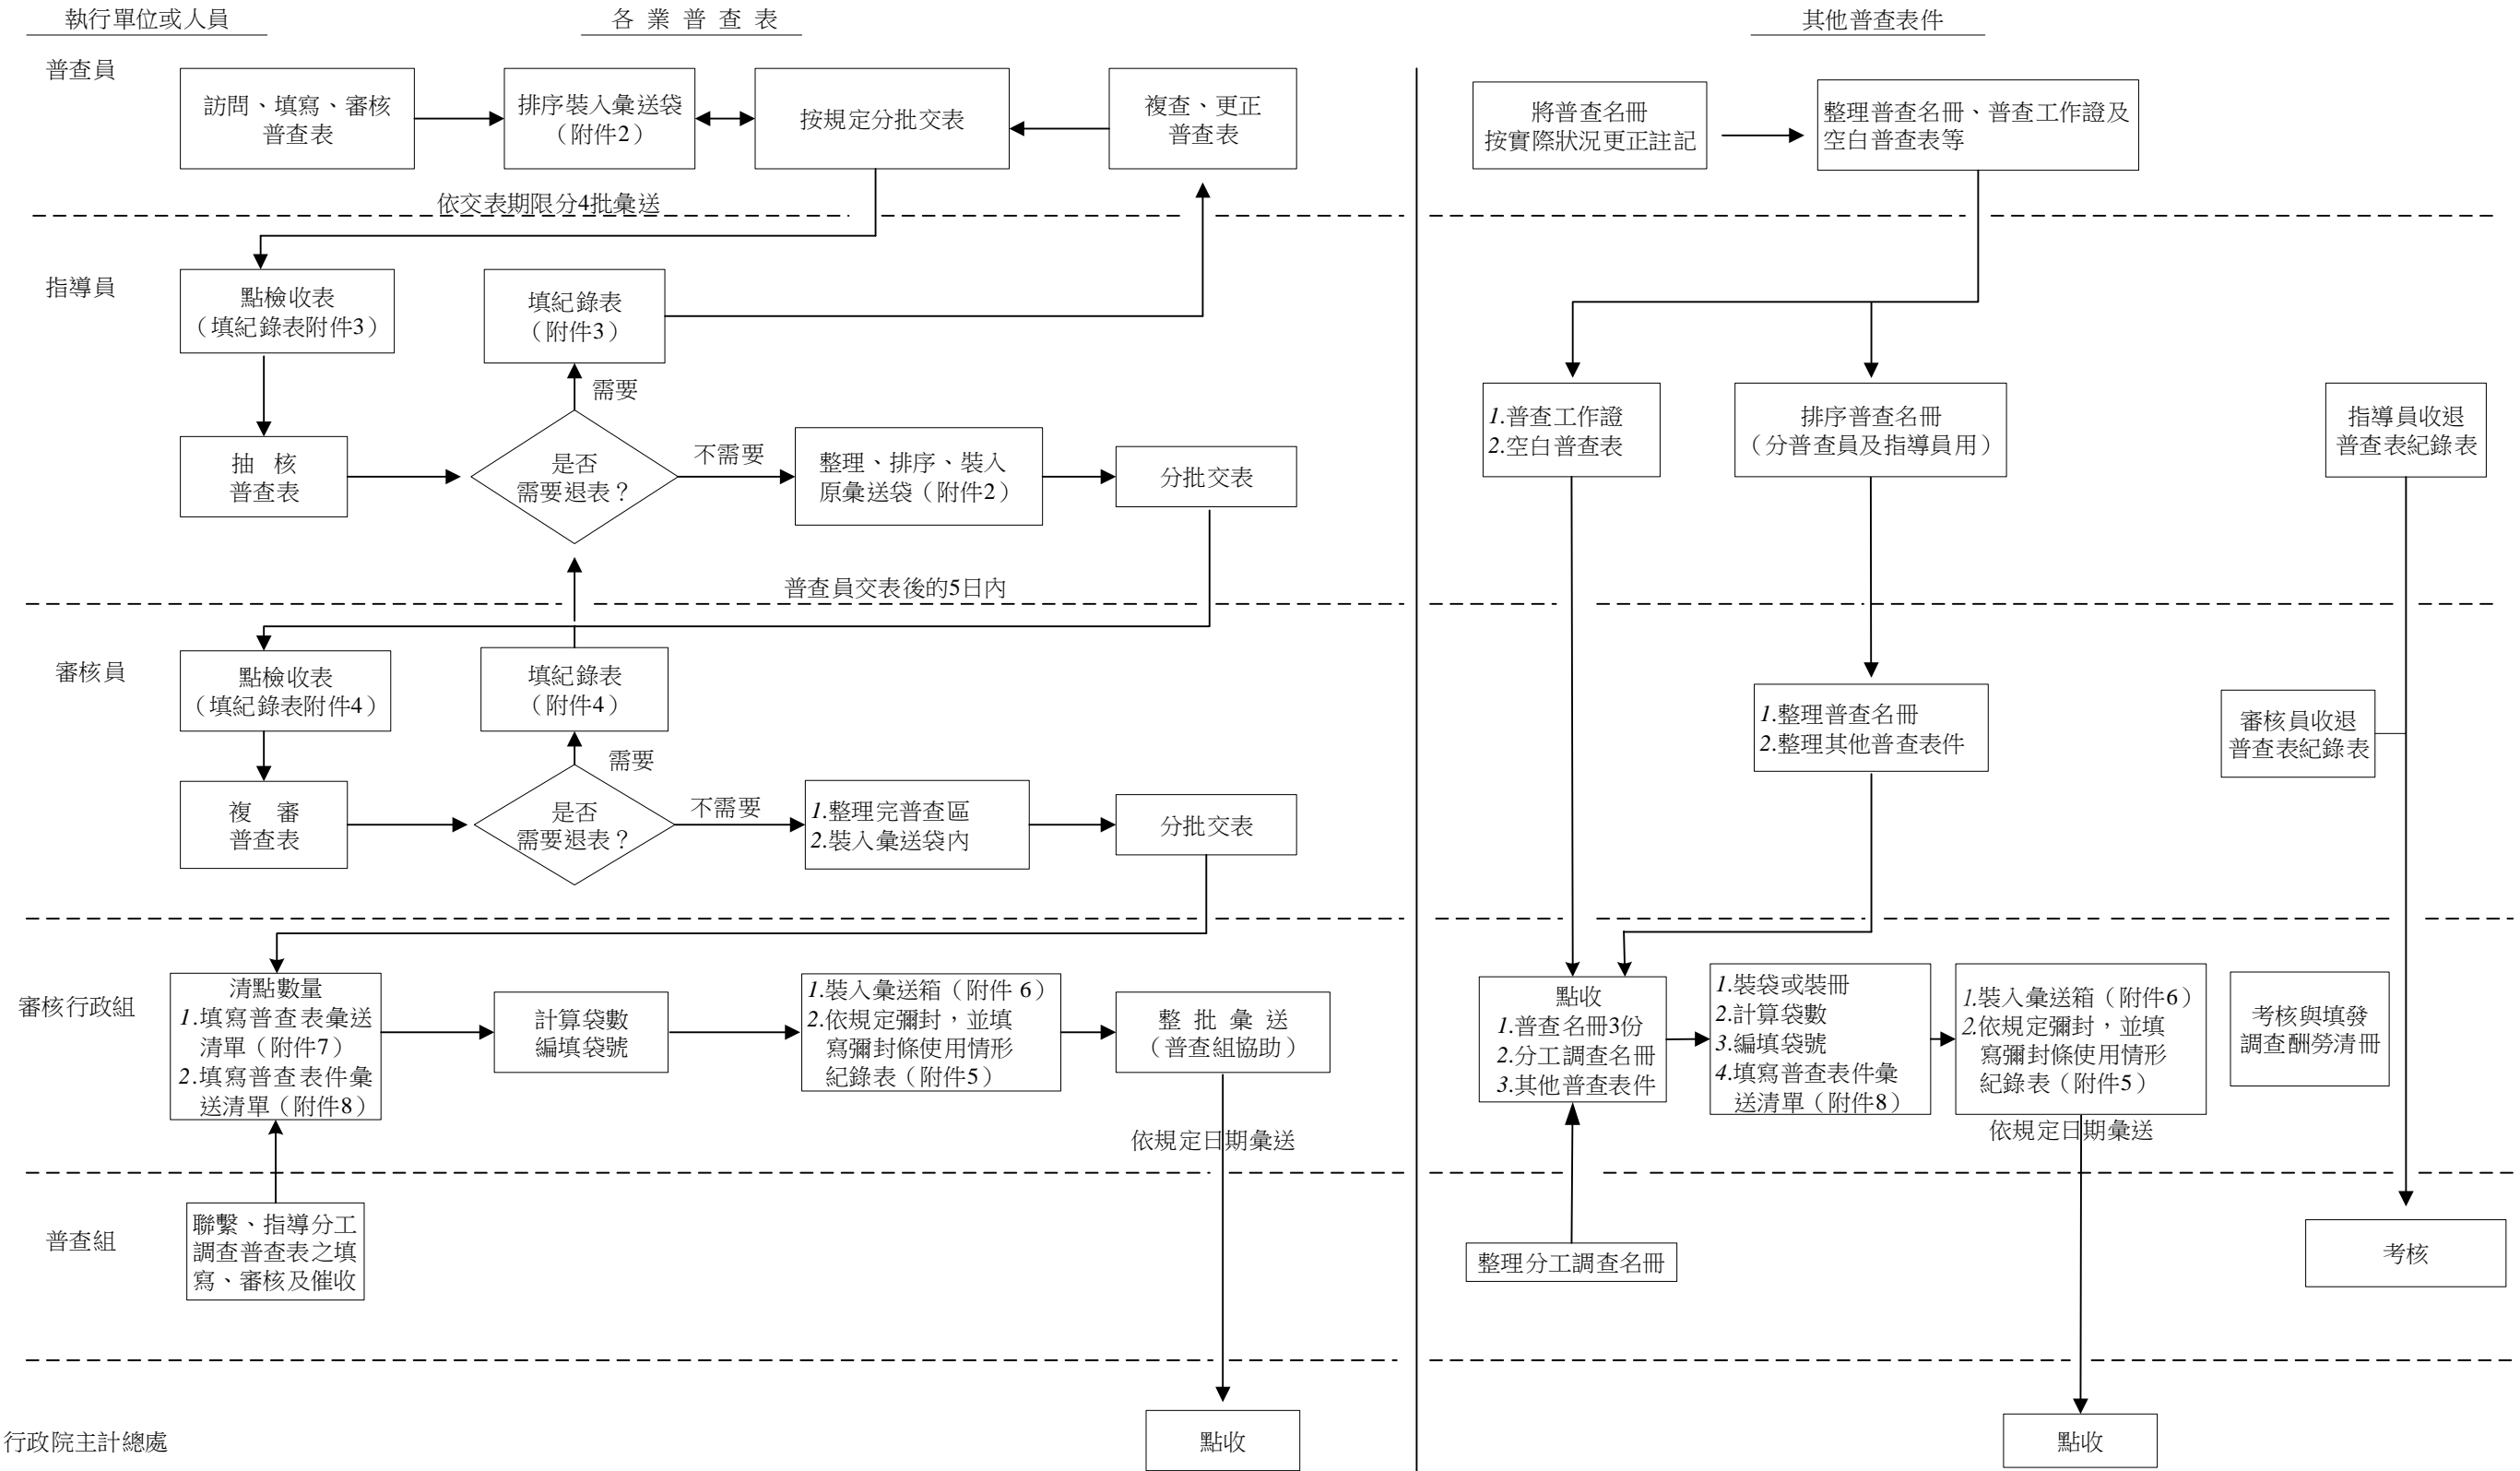 執行單位或人員
各 業 普 查 表
其他普查表件
普查員
訪問、填寫、審核
普查表
排序裝入彙送袋
（附件2）
按規定分批交表
複查、更正
普查表
將普查名冊
按實際狀況更正註記
整理普查名冊、普查工作證及
空白普查表等
依交表期限分4批彙送
指導員
點檢收表
（填紀錄表附件3）
填紀錄表
（附件3）
需要
抽　核
普查表
是否
需要退表？
不需要
整理、排序、裝入
原彙送袋（附件2）
分批交表
1.普查工作證
2.空白普查表
排序普查名冊
（分普查員及指導員用）
指導員收退
普查表紀錄表
普查員交表後的5日內
審核員
點檢收表
（填紀錄表附件4）
填紀錄表
（附件4）
需要
複　審
普查表
是否
需要退表？
不需要
1.整理完普查區
2.裝入彙送袋內
分批交表
1.整理普查名冊
2.整理其他普查表件
審核員收退
普查表紀錄表
審核行政組
清點數量
1.填寫普查表彙送
清單（附件7）
2.填寫普查表件彙
送清單（附件8）
計算袋數
編填袋號
1.裝入彙送箱（附件 6）
2.依規定彌封，並填
寫彌封條使用情形
紀錄表（附件5）
整 批 彙 送
（普查組協助）
點收
1.普查名冊3份
2.分工調查名冊
3.其他普查表件
1.裝袋或裝冊
2.計算袋數
3.編填袋號
4.填寫普查表件彙
送清單（附件8）
1.裝入彙送箱（附件6）
2.依規定彌封，並填
寫彌封條使用情形
紀錄表（附件5）
考核與填發
調查酬勞清冊
依規定日期彙送
依規定日期彙送
普查組
聯繫、指導分工
調查普查表之填
寫、審核及催收
整理分工調查名冊
考核
行政院主計總處
點收
點收